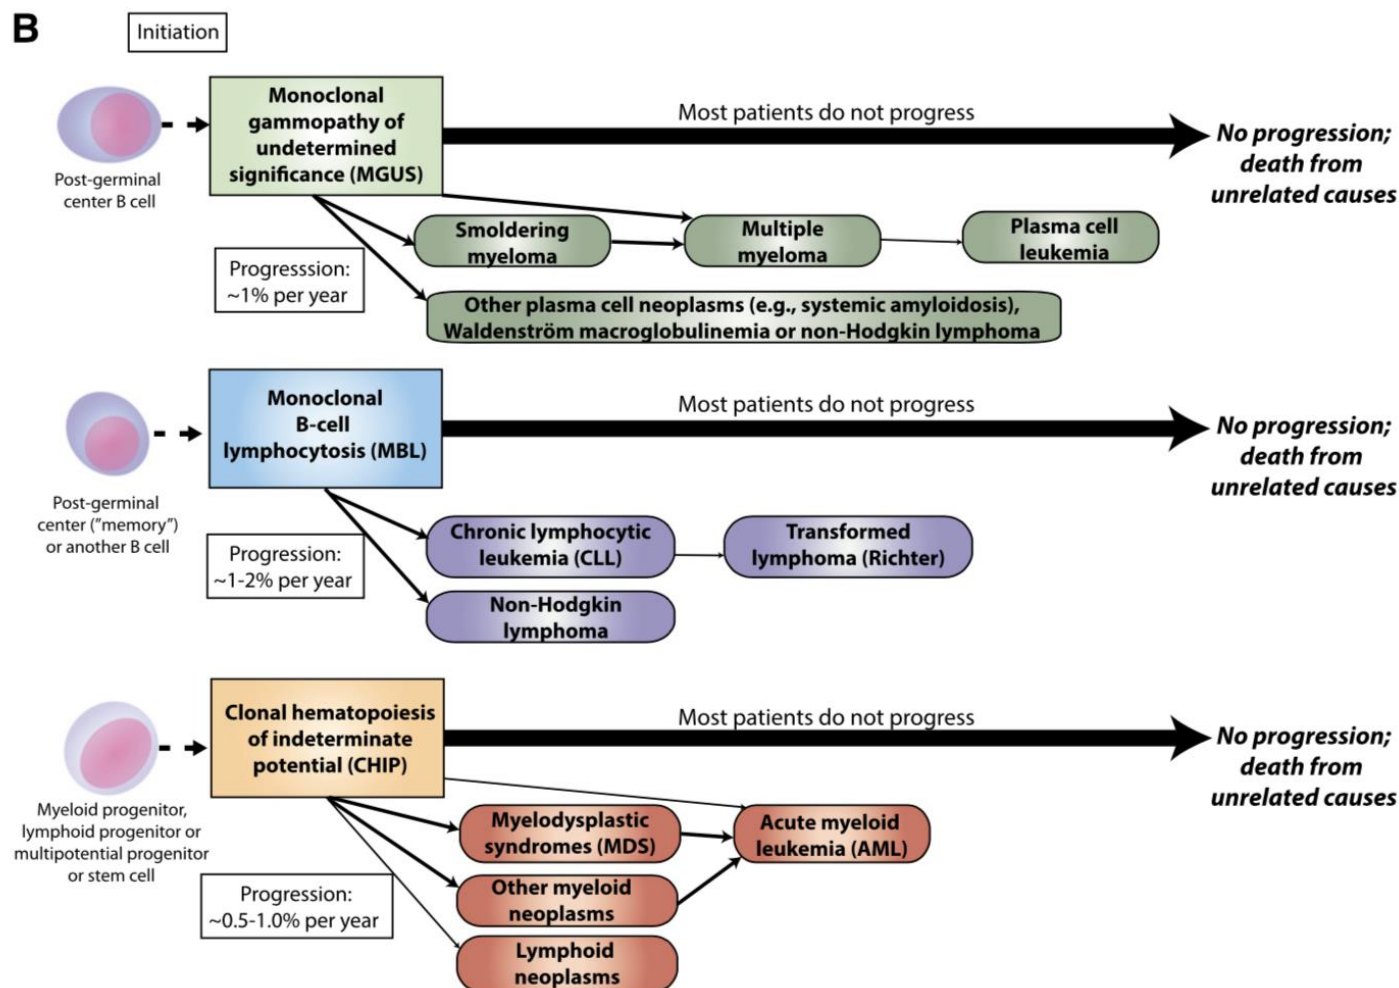 B
Initiation
Monoclonal
gammopathy of
undetermined
significance (MGUS)
Most patients do not progress
No progression;
death from
unrelated causes
Post-germinal
center B cell
Smoldering
myeloma
Multiple
myeloma
Plasma cell
leukemia
Progresssion:
~1% per year
Other plasma cell neoplasms (e.g., systemic amyloidosis),
Waldenström macroglobulinemia or non-Hodgkin lymphoma
Monoclonal
B-cell
lymphocytosis (MBL)
Most patients do not progress
No progression;
death from
unrelated causes
Post-germinal
center ("memory")
or another B cell
Progression:
~1-2% per year
Chronic lymphocytic
leukemia (CLL)
Transformed
lymphoma (Richter)
Non-Hodgkin
lymphoma
Clonal hematopoiesis
of indeterminate
potential (CHIP)
Most patients do not progress
No progression;
death from
unrelated causes
Myeloid progenitor,
lymphoid progenitor or
multipotential progenitor
or stem cell
Myelodysplastic
syndromes (MDS)
Acute myeloid
leukemia (AML)
Progression:
~0.5-1.0% per year
Other myeloid
neoplasms
Lymphoid
neoplasms